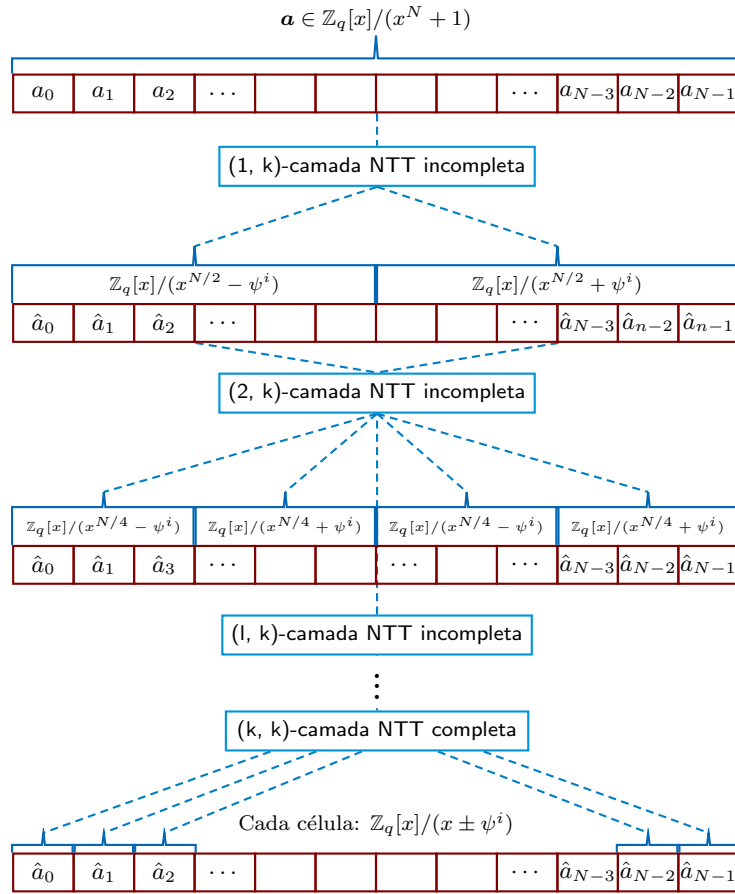 𝒂 ∈ ℤ_q[x]/(x^N + 1)
a_0 a_1 a_2 ⋯ ⋯ a_{N−3} a_{N−2} a_{N−1}
(1, k)-camada NTT incompleta
ℤ_q[x]/(x^{N/2} − ψ^i) ℤ_q[x]/(x^{N/2} + ψ^i)
â_0 â_1 â_2 ⋯ ⋯ â_{N−3} â_{n−2} â_{n−1}
(2, k)-camada NTT incompleta
ℤ_q[x]/(x^{N/4} − ψ^i) ℤ_q[x]/(x^{N/4} + ψ^i) ℤ_q[x]/(x^{N/4} − ψ^i) ℤ_q[x]/(x^{N/4} + ψ^i)
â_0 â_1 â_3 ⋯ ⋯ ⋯ â_{N−3} â_{N−2} â_{N−1}
(l, k)-camada NTT incompleta
⋮
(k, k)-camada NTT completa
Cada célula: ℤ_q[x]/(x ± ψ^i)
â_0 â_1 â_2 ⋯ ⋯ â_{N−3} â_{N−2} â_{N−1}